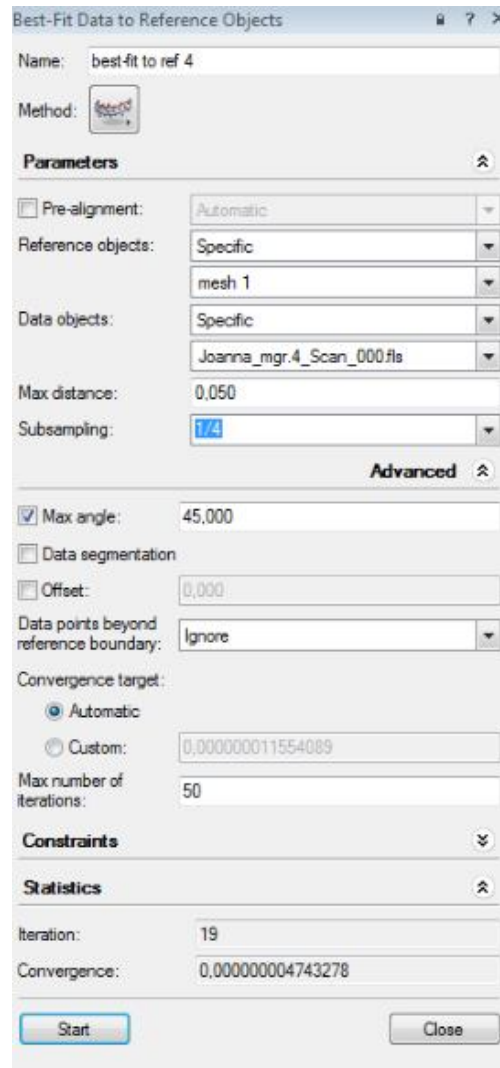 Best-Fit Data to Reference Objects
Name: best-fit to ref 4
Method:
Parameters
Pre-alignment: Automatic
Reference objects: Specific
mesh 1
Data objects: Specific
Joanna_mgr.4_Scan_000.fls
Max distance: 0,050
Subsampling: 1/4
Advanced
Max angle: 45,000
Data segmentation
Offset: 0,000
Data points beyond
reference boundary: Ignore
Convergence target:
Automatic
Custom: 0,000000011554089
Max number of
iterations: 50
Constraints
Statistics
Iteration: 19
Convergence: 0,000000004743278
Start Close